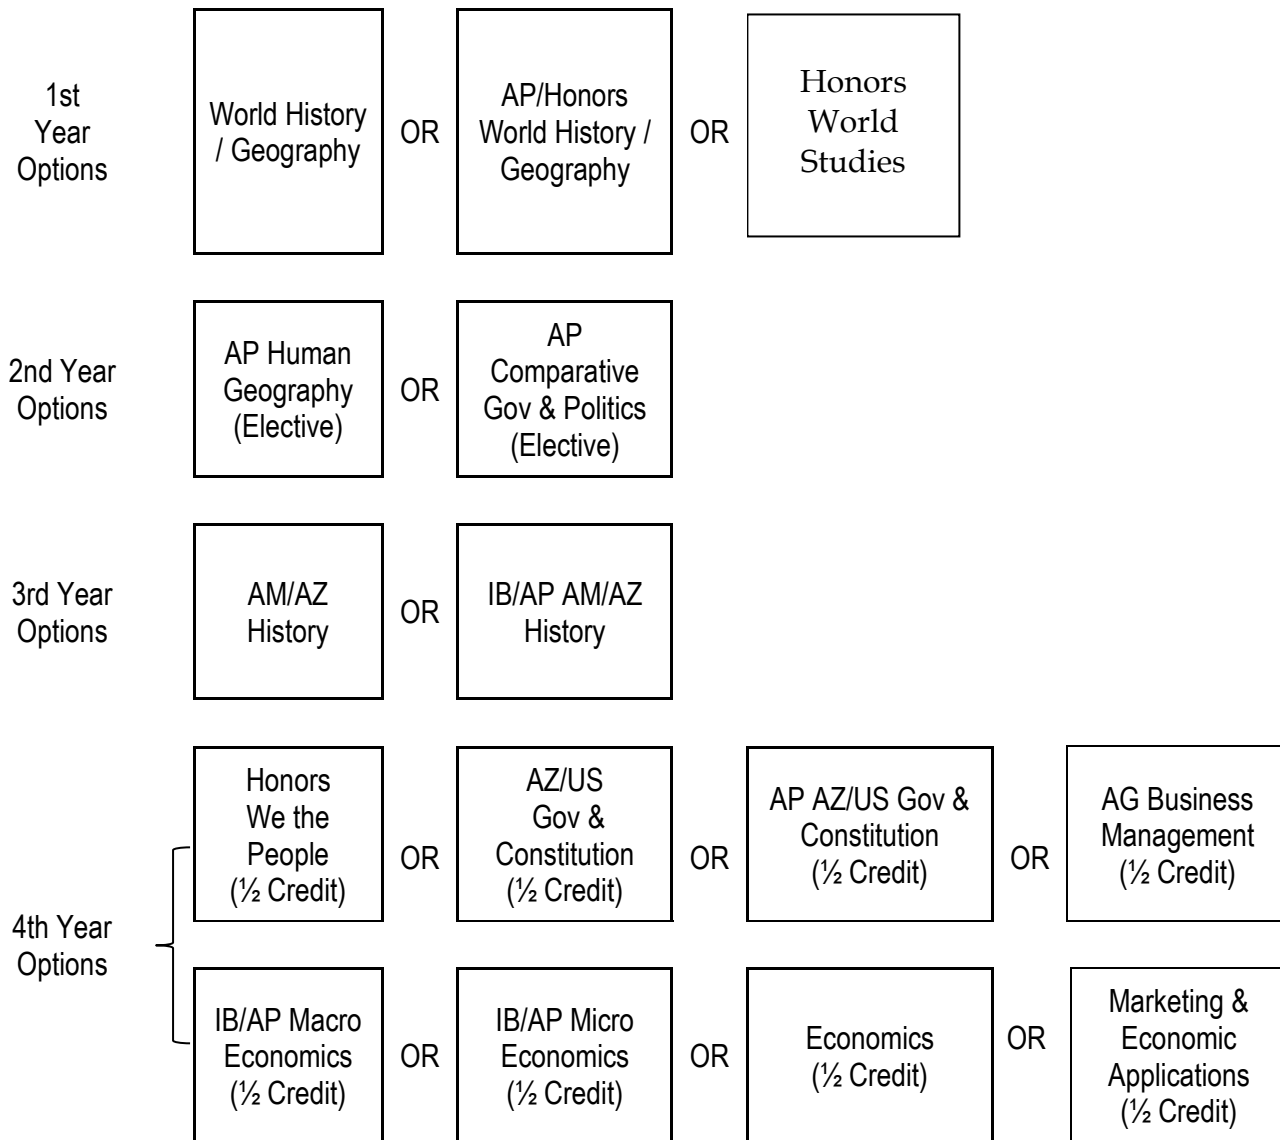 1st
Year
Options
World History
/ Geography
OR
AP/Honors
World History /
Geography
OR
Honors
World
Studies
2nd Year
Options
AP Human
Geography
(Elective)
OR
AP
Comparative
Gov & Politics
(Elective)
3rd Year
Options
AM/AZ
History
OR
IB/AP AM/AZ
History
4th Year
Options
Honors
We the
People
(½ Credit)
OR
AZ/US
Gov &
Constitution
(½ Credit)
OR
AP AZ/US Gov &
Constitution
(½ Credit)
OR
AG Business
Management
(½ Credit)
IB/AP Macro
Economics
(½ Credit)
OR
IB/AP Micro
Economics
(½ Credit)
OR
Economics
(½ Credit)
OR
Marketing &
Economic
Applications
(½ Credit)